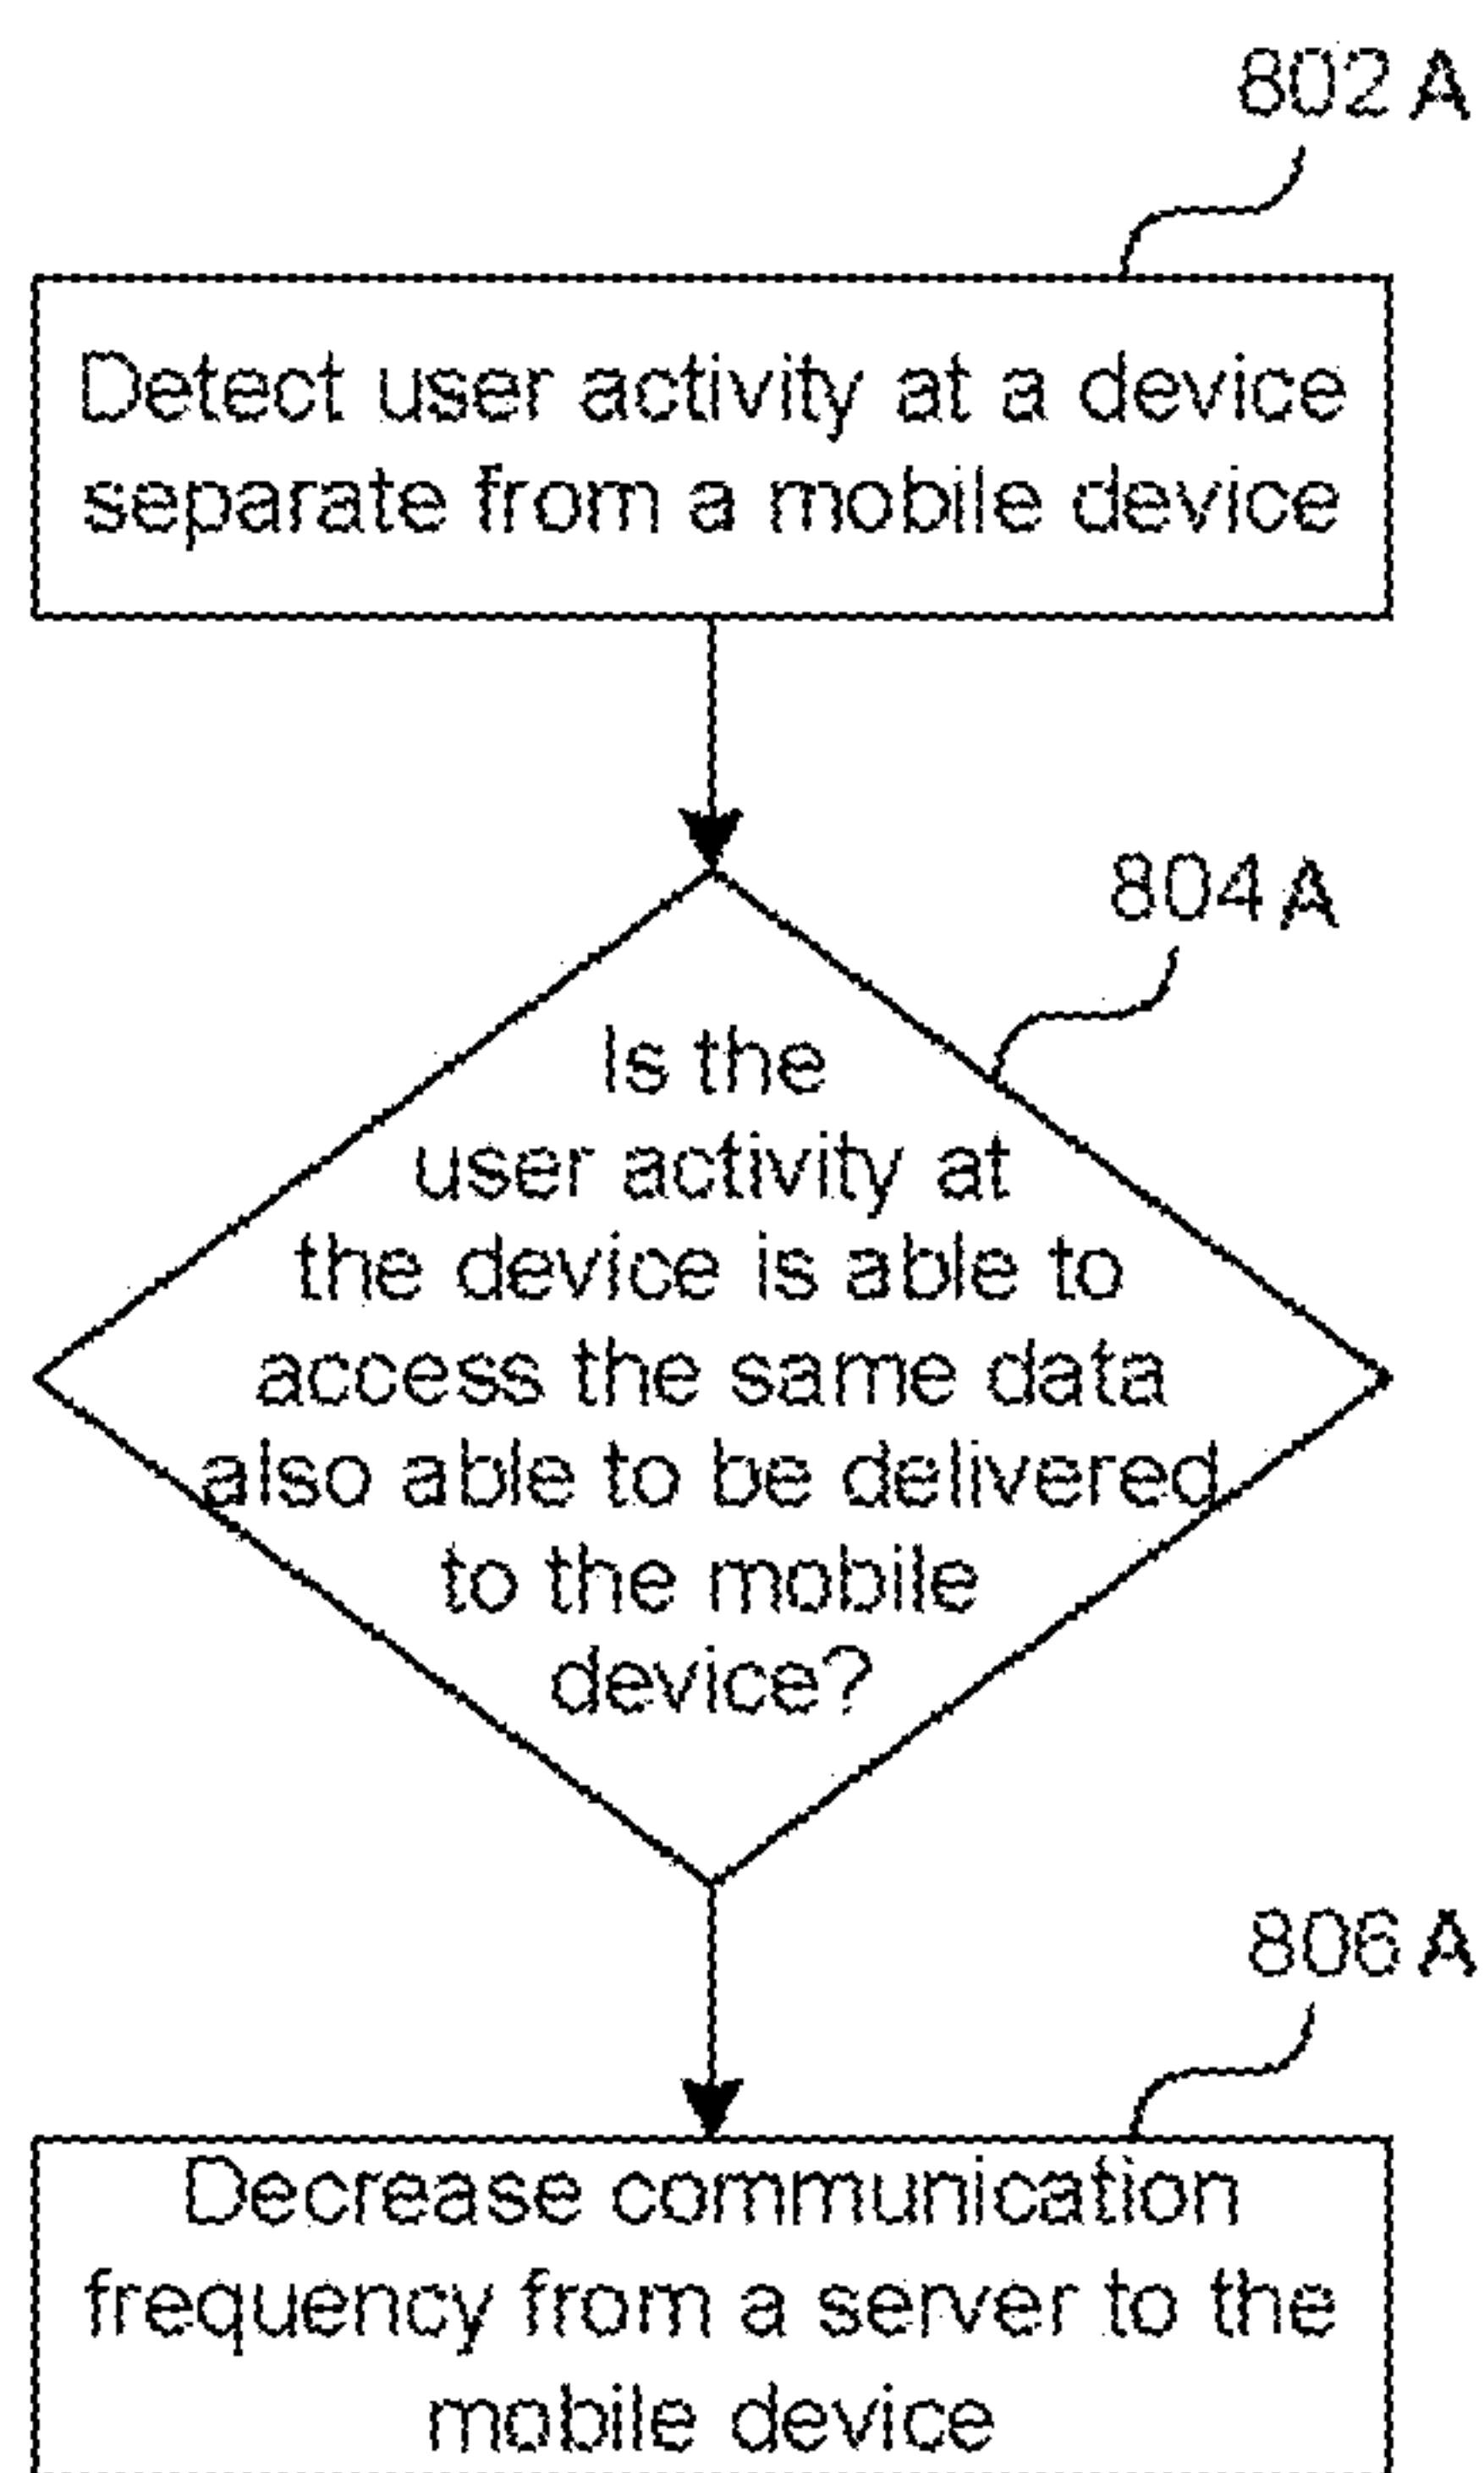 802 A
Detect user activity at a device
separate from a mobile device
804 A
Is the
user activity at
the device is able to
access the same data
also able to be delivered
to the mobile
device?
806 A
Decrease communication
frequency from a server to the
mobile device